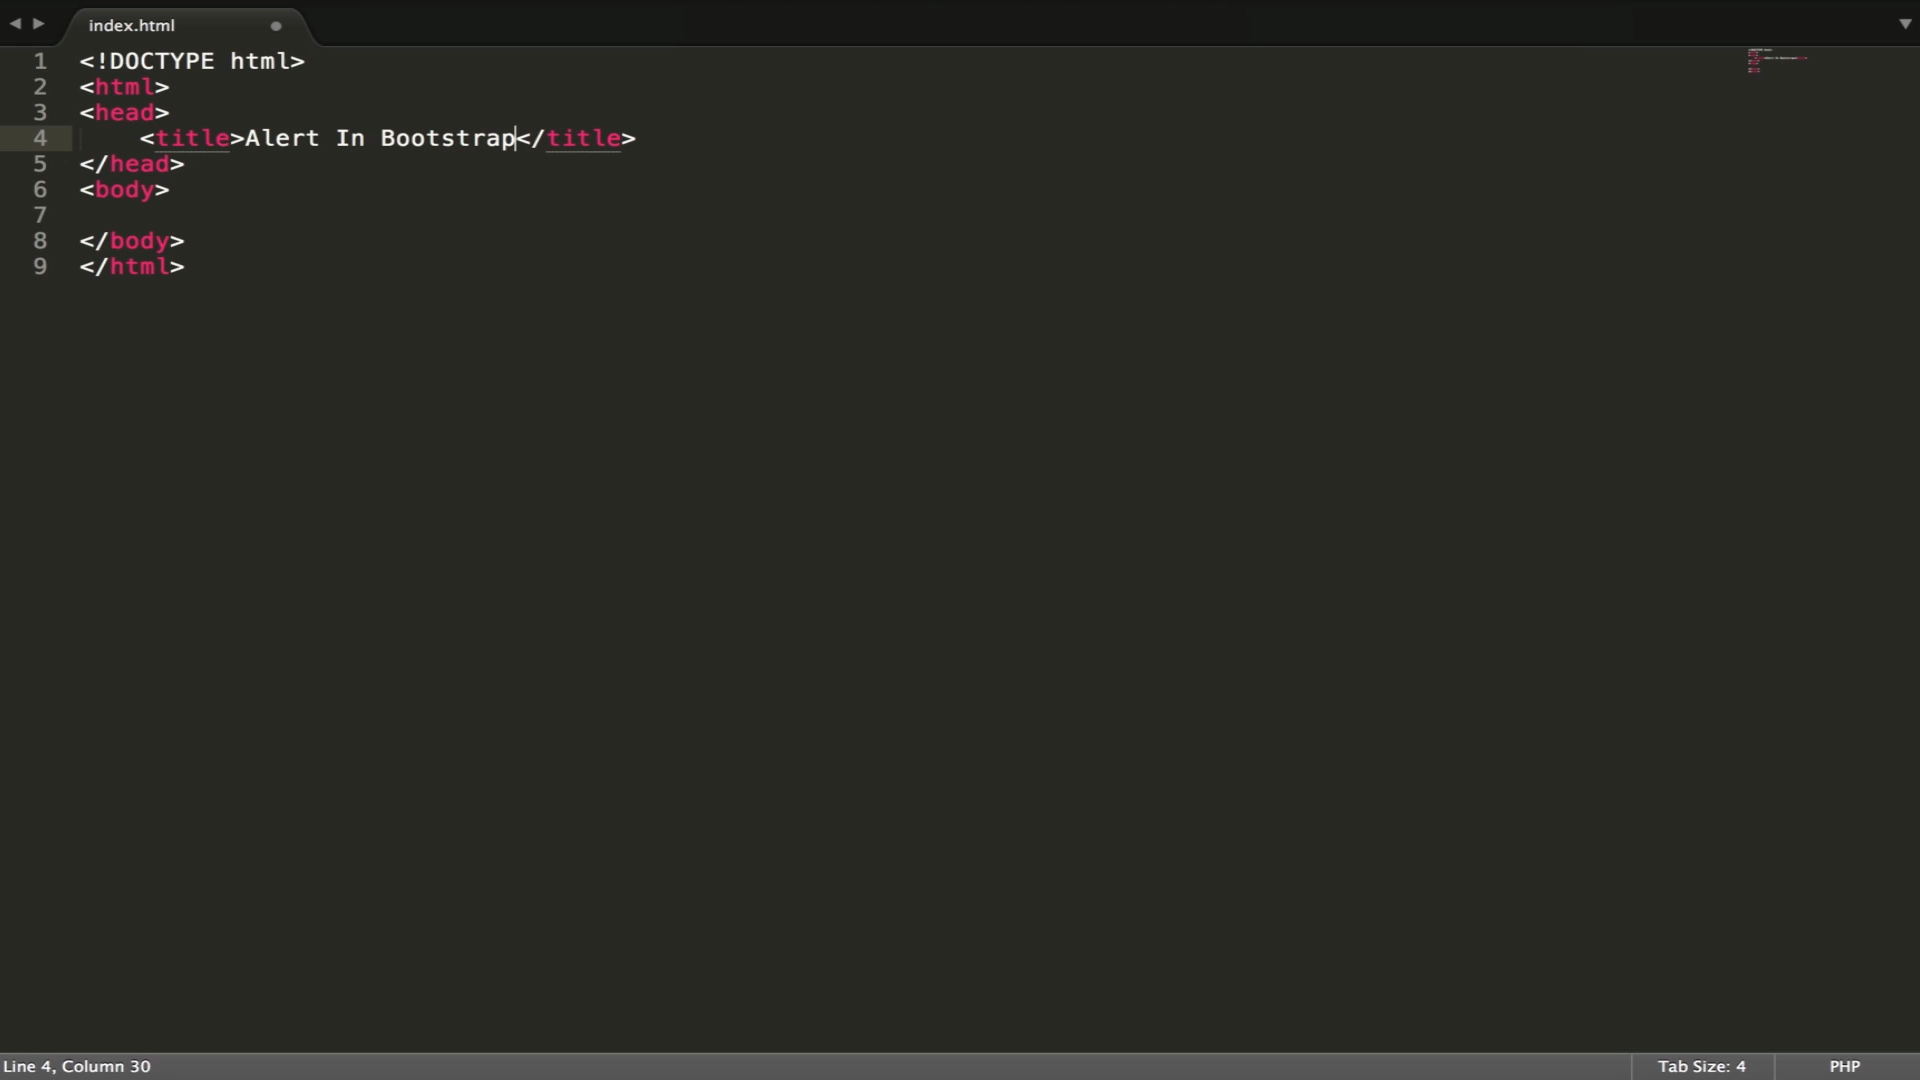 index.html
1 <!DOCTYPE html>
2 <html>
3 <head>
4     <title>Alert In Bootstrap</title>
5 </head>
6 <body>
7
8 </body>
9 </html>
Line 4, Column 30
Tab Size: 4
PHP